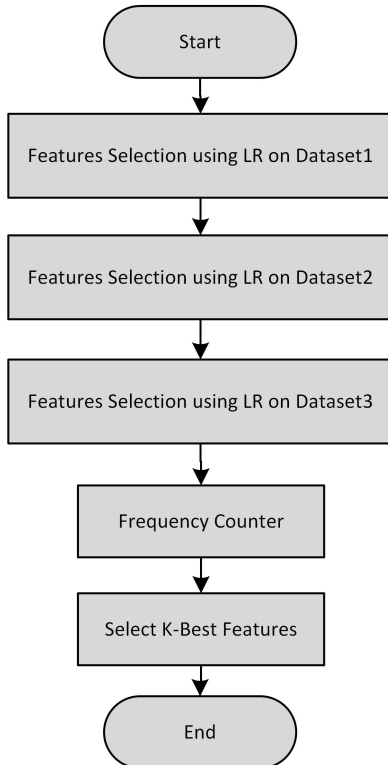 Start
Features Selection using LR on Dataset1
Features Selection using LR on Dataset2
Features Selection using LR on Dataset3
Frequency Counter
Select K-Best Features
End